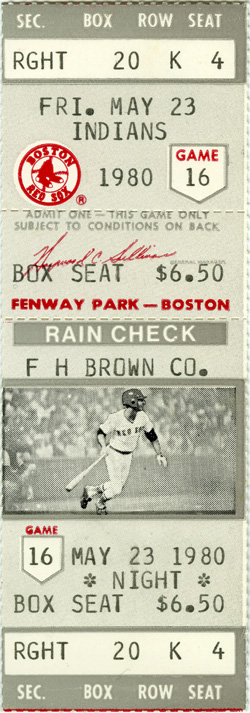 SEC. BOX ROW SEAT
RGHT 20 K 4
FRI. MAY 23
INDIANS
BOSTON
RED SOX
®
1980
GAME
16
ADMIT ONE — THIS GAME ONLY
SUBJECT TO CONDITIONS ON BACK
Haywood C. Sullivan
GENERAL MANAGER
BOX SEAT $6.50
FENWAY PARK — BOSTON
RAIN CHECK
F H BROWN CO.
RED SOX
GAME
16
MAY 23 1980
* NIGHT *
BOX SEAT $6.50
RGHT 20 K 4
SEC. BOX ROW SEAT